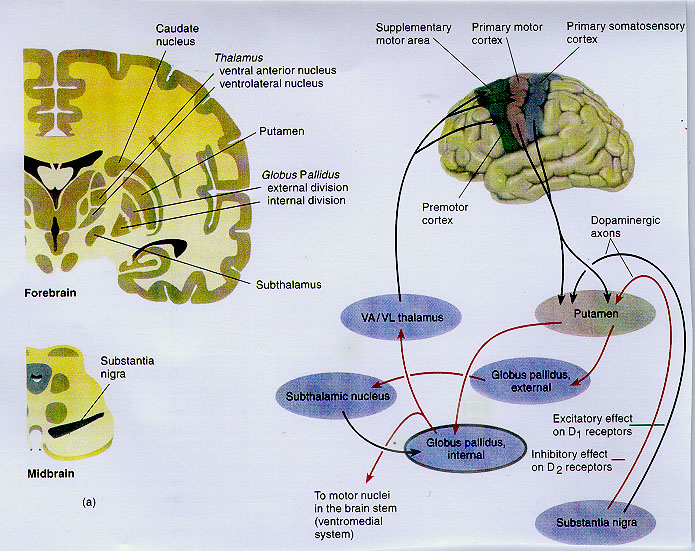 Caudate
nucleus
Thalamus
ventral anterior nucleus
ventrolateral nucleus
Putamen
Globus Pallidus
external division
internal division
Subthalamus
Forebrain
Substantia
nigra
Midbrain
(a)
Supplementary
motor area
Primary motor
cortex
Primary somatosensory
cortex
Premotor
cortex
Dopaminergic
axons
VA/VL thalamus
Putamen
Globus pallidus,
external
Subthalamic nucleus
Globus pallidus,
internal
Excitatory effect
on D1 receptors
Inhibitory effect
on D2 receptors
To motor nuclei
in the brain stem
(ventromedial
system)
Substantia nigra